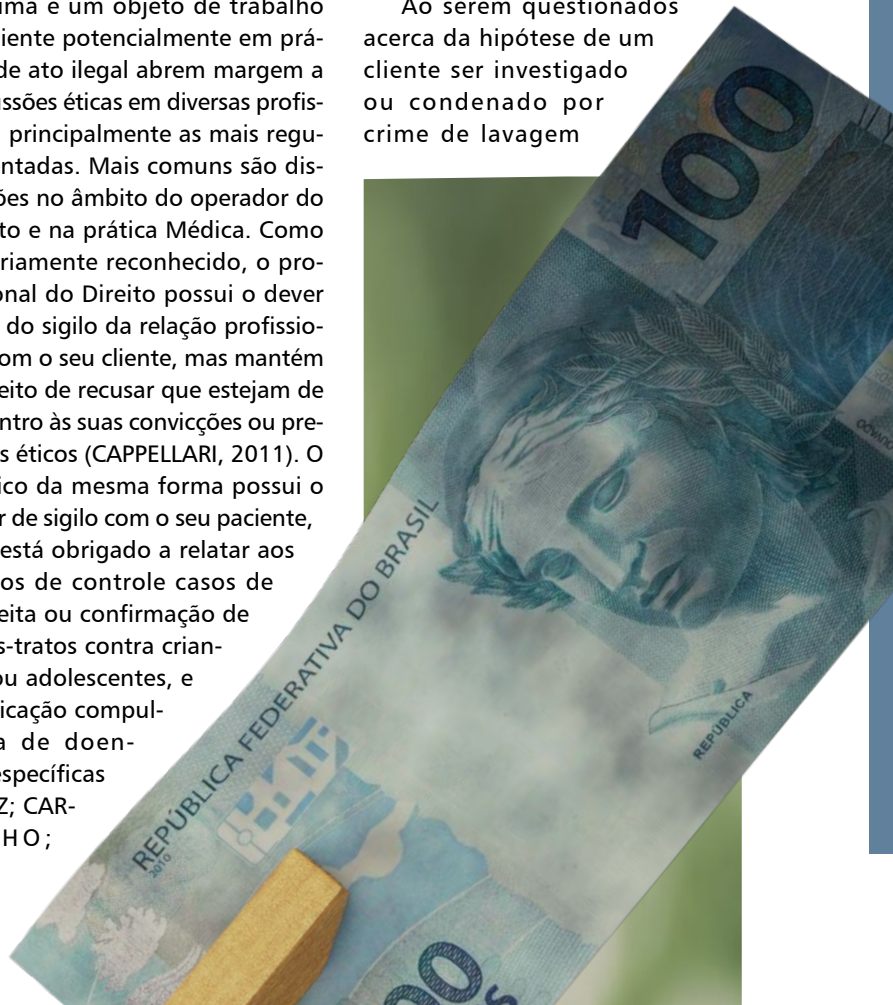 ima é um objeto de trabalho
iente potencialmente em prá-
de ato ilegal abrem margem a
ussões éticas em diversas profis-
principalmente as mais regu-
ntadas. Mais comuns são dis-
ões no âmbito do operador do
to e na prática Médica. Como
riamente reconhecido, o pro-
onal do Direito possui o dever
do sigilo da relação profissio-
om o seu cliente, mas mantém
eito de recusar que estejam de
ntro às suas convicções ou pre-
s éticos (CAPPELLARI, 2011). O
ico da mesma forma possui o
r de sigilo com o seu paciente,
está obrigado a relatar aos
os de controle casos de
eita ou confirmação de
s-tratos contra crian-
ou adolescentes, e
icação compul-
a de doen-
específicas
Z; CAR-
HO;
Ao serem questionados
acerca da hipótese de um
cliente ser investigado
ou condenado por
crime de lavagem
100
REPÚBLICA FEDERATIVA DO BRASIL
2010
REPÚBLICA